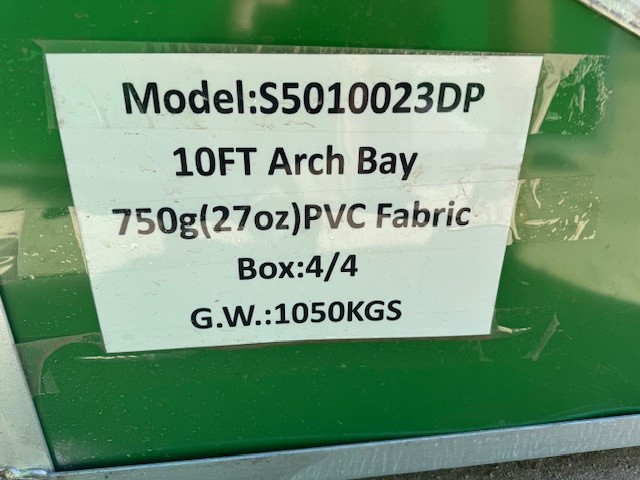 Model:S5010023DP
10FT Arch Bay
750g(27oz)PVC Fabric
Box:4/4
G.W.:1050KGS